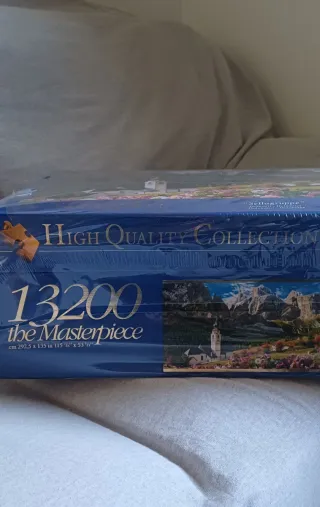 HIGH QUALITY COLLECTION
13200
the Masterpiece